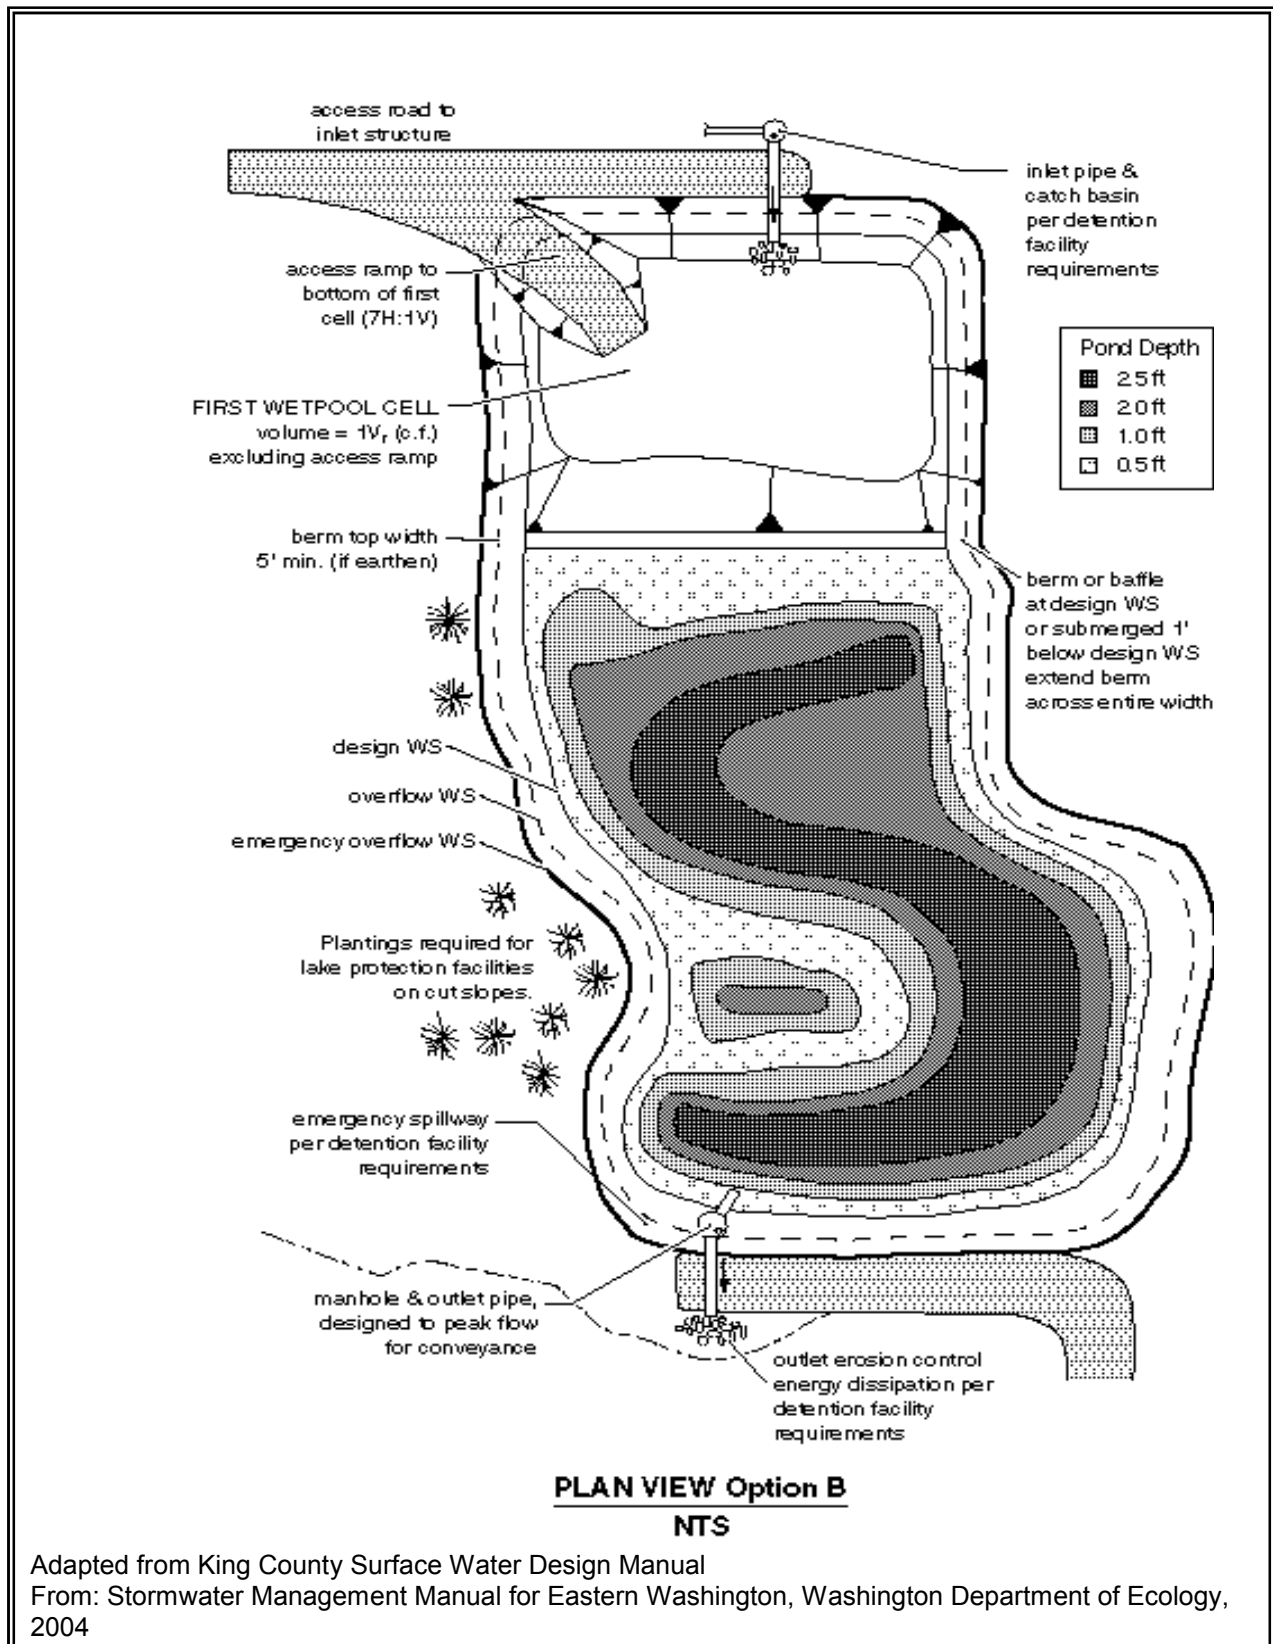 access road to
inlet structure
inlet pipe &
catch basin
per detention
facility
requirements
access ramp to
bottom of first
cell (7H:1V)
Pond Depth
2.5 ft
2.0 ft
1.0 ft
0.5 ft
FIRST WETPOOL CELL
volume = 1Vr (c.f.)
excluding access ramp
berm top width
5' min. (if earthen)
berm or baffle
at design WS
or submerged 1'
below design WS
extend berm
across entire width
design WS
overflow WS
emergency overflow WS
Plantings required for
lake protection facilities
on cut slopes.
emergency spillway
per detention facility
requirements
manhole & outlet pipe,
designed to peak flow
for conveyance
outlet erosion control
energy dissipation per
detention facility
requirements
PLAN VIEW Option B
NTS
Adapted from King County Surface Water Design Manual
From: Stormwater Management Manual for Eastern Washington, Washington Department of Ecology,
2004